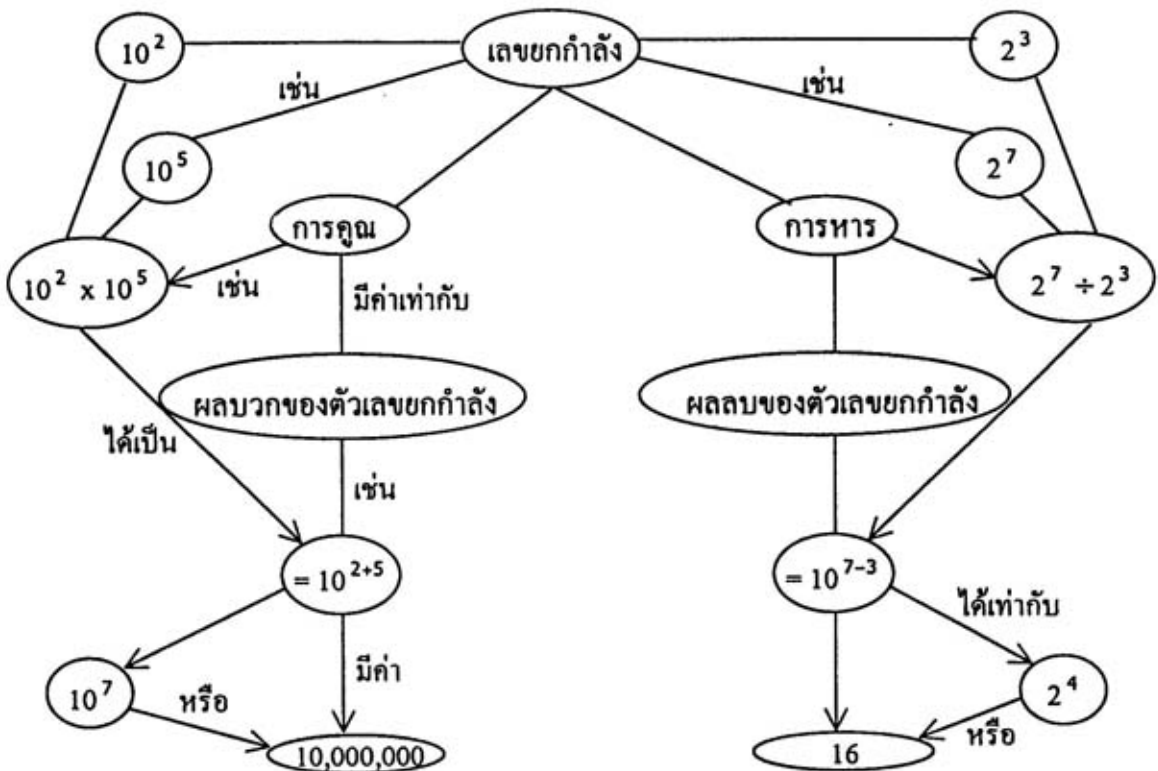 10² เลขยกกำลัง 2³
เช่น เช่น
10⁵ 2⁷
การคูณ การหาร
10² x 10⁵ เช่น มีค่าเท่ากับ 2⁷ ÷ 2³
ผลบวกของตัวเลขยกกำลัง ผลลบของตัวเลขยกกำลัง
ได้เป็น
เช่น
= 10²⁺⁵ = 10⁷⁻³
ได้เท่ากับ
10⁷ หรือ มีค่า 2⁴
10,000,000 16 หรือ